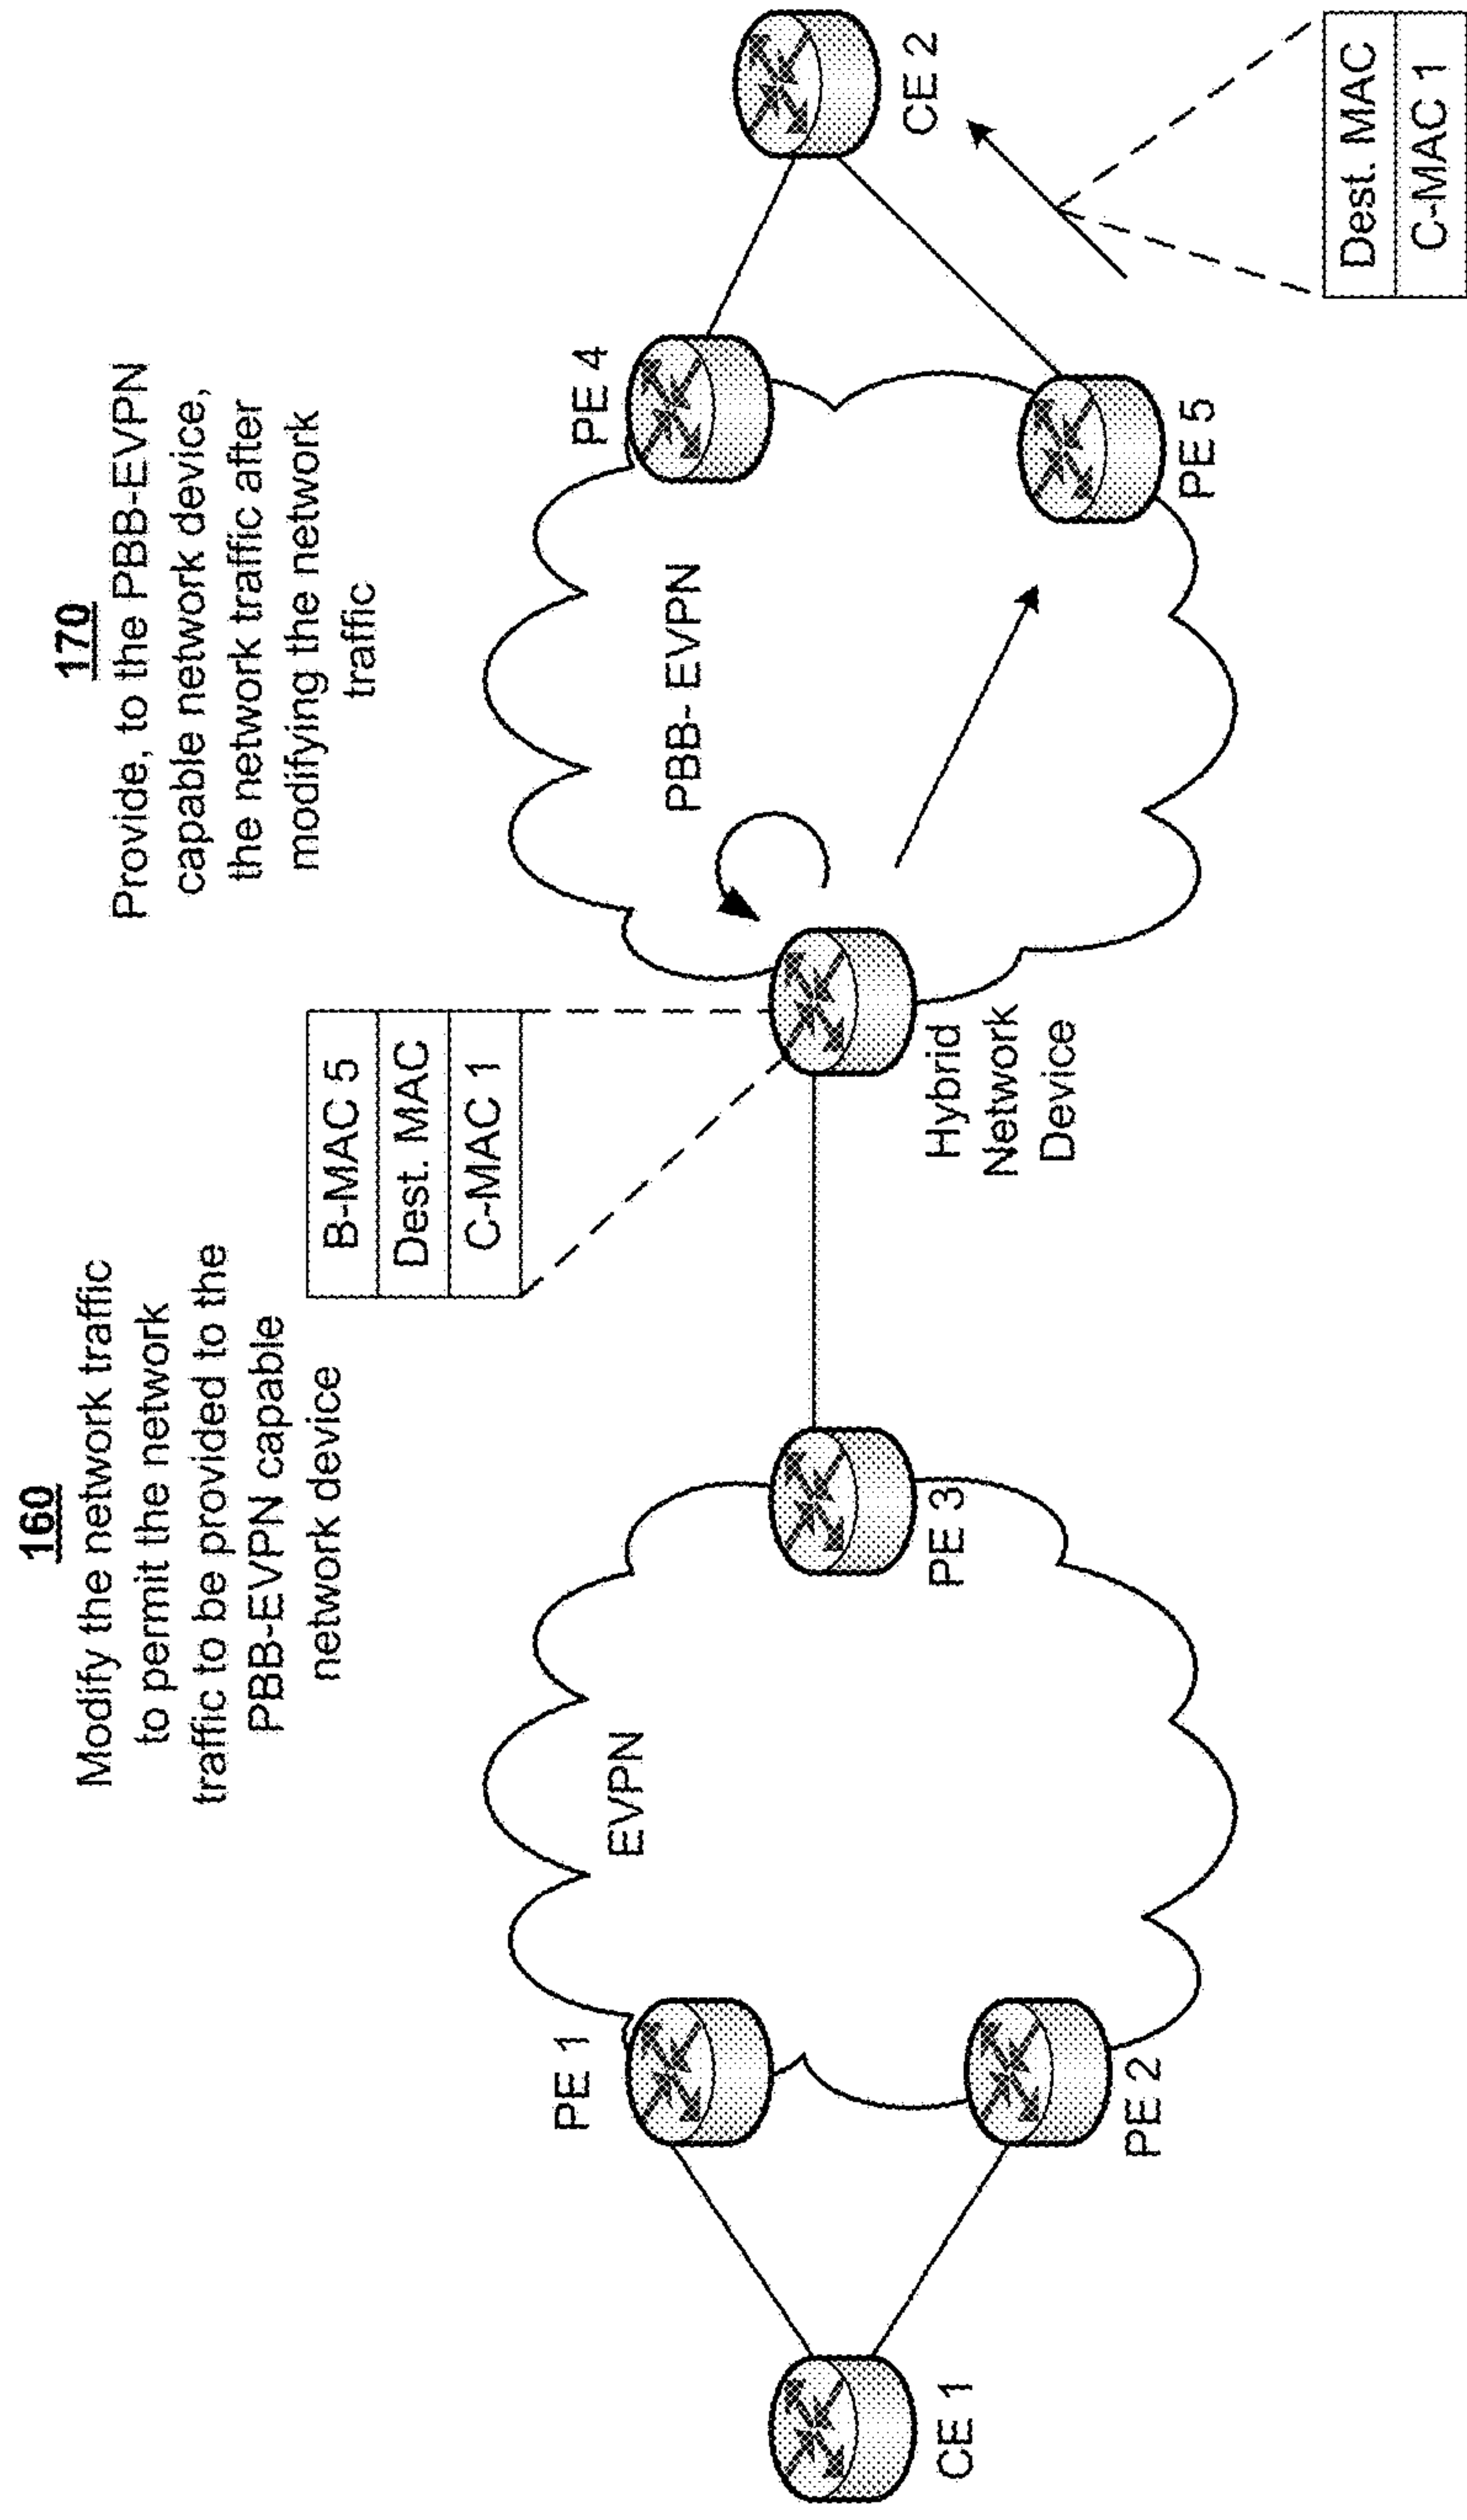 160
Modify the network traffic
to permit the network
traffic to be provided to the
PBB-EVPN capable
network device
170
Provide, to the PBB-EVPN
capable network device,
the network traffic after
modifying the network
traffic
B-MAC 5
Dest. MAC
C-MAC 1
PE 1
EVPN
PBB- EVPN
PE 4
CE 1
PE 2
PE 3
Hybrid
Network
Device
PE 5
CE 2
Dest. MAC
C-MAC 1